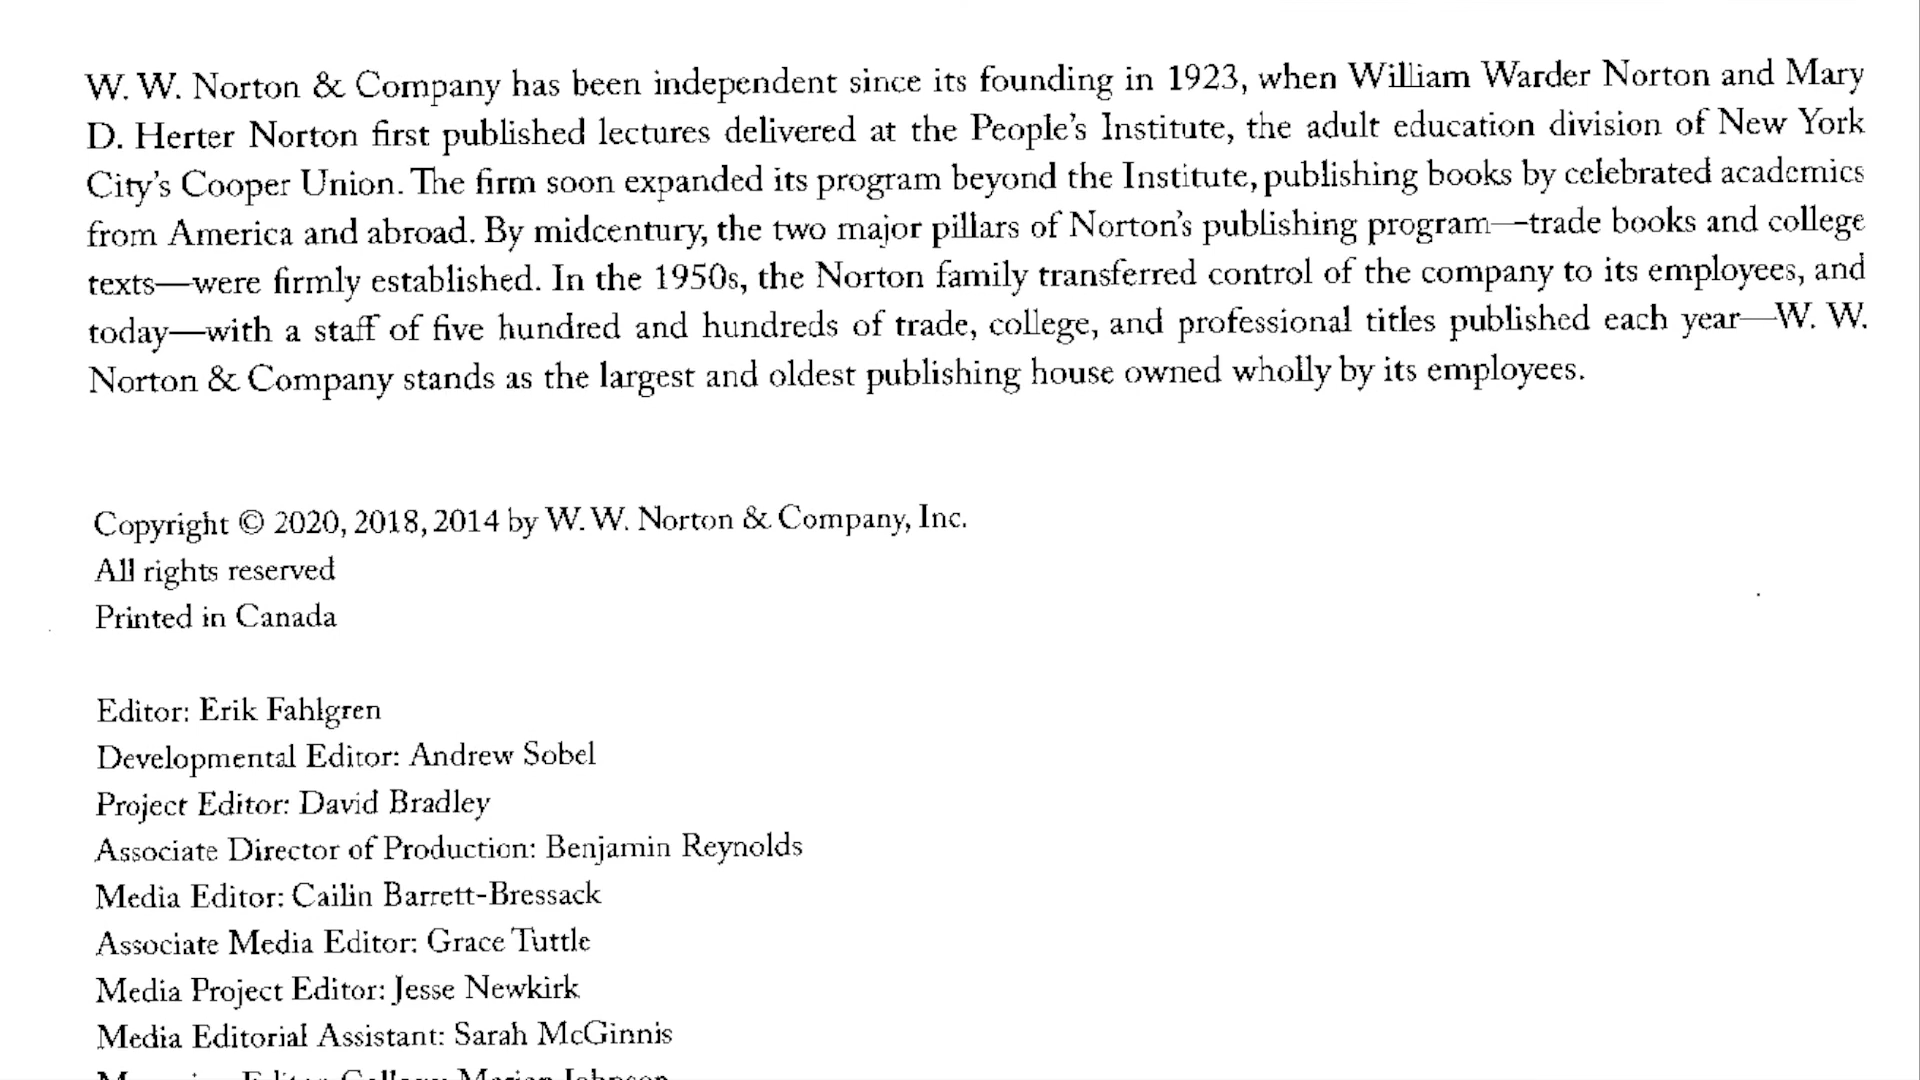 W. W. Norton & Company has been independent since its founding in 1923, when William Warder Norton and Mary
D. Herter Norton first published lectures delivered at the People's Institute, the adult education division of New York
City's Cooper Union. The firm soon expanded its program beyond the Institute, publishing books by celebrated academics
from America and abroad. By midcentury, the two major pillars of Norton's publishing program—trade books and college
texts—were firmly established. In the 1950s, the Norton family transferred control of the company to its employees, and
today—with a staff of five hundred and hundreds of trade, college, and professional titles published each year—W. W.
Norton & Company stands as the largest and oldest publishing house owned wholly by its employees.
Copyright © 2020, 2018, 2014 by W. W. Norton & Company, Inc.
All rights reserved
Printed in Canada
Editor: Erik Fahlgren
Developmental Editor: Andrew Sobel
Project Editor: David Bradley
Associate Director of Production: Benjamin Reynolds
Media Editor: Cailin Barrett-Bressack
Associate Media Editor: Grace Tuttle
Media Project Editor: Jesse Newkirk
Media Editorial Assistant: Sarah McGinnis